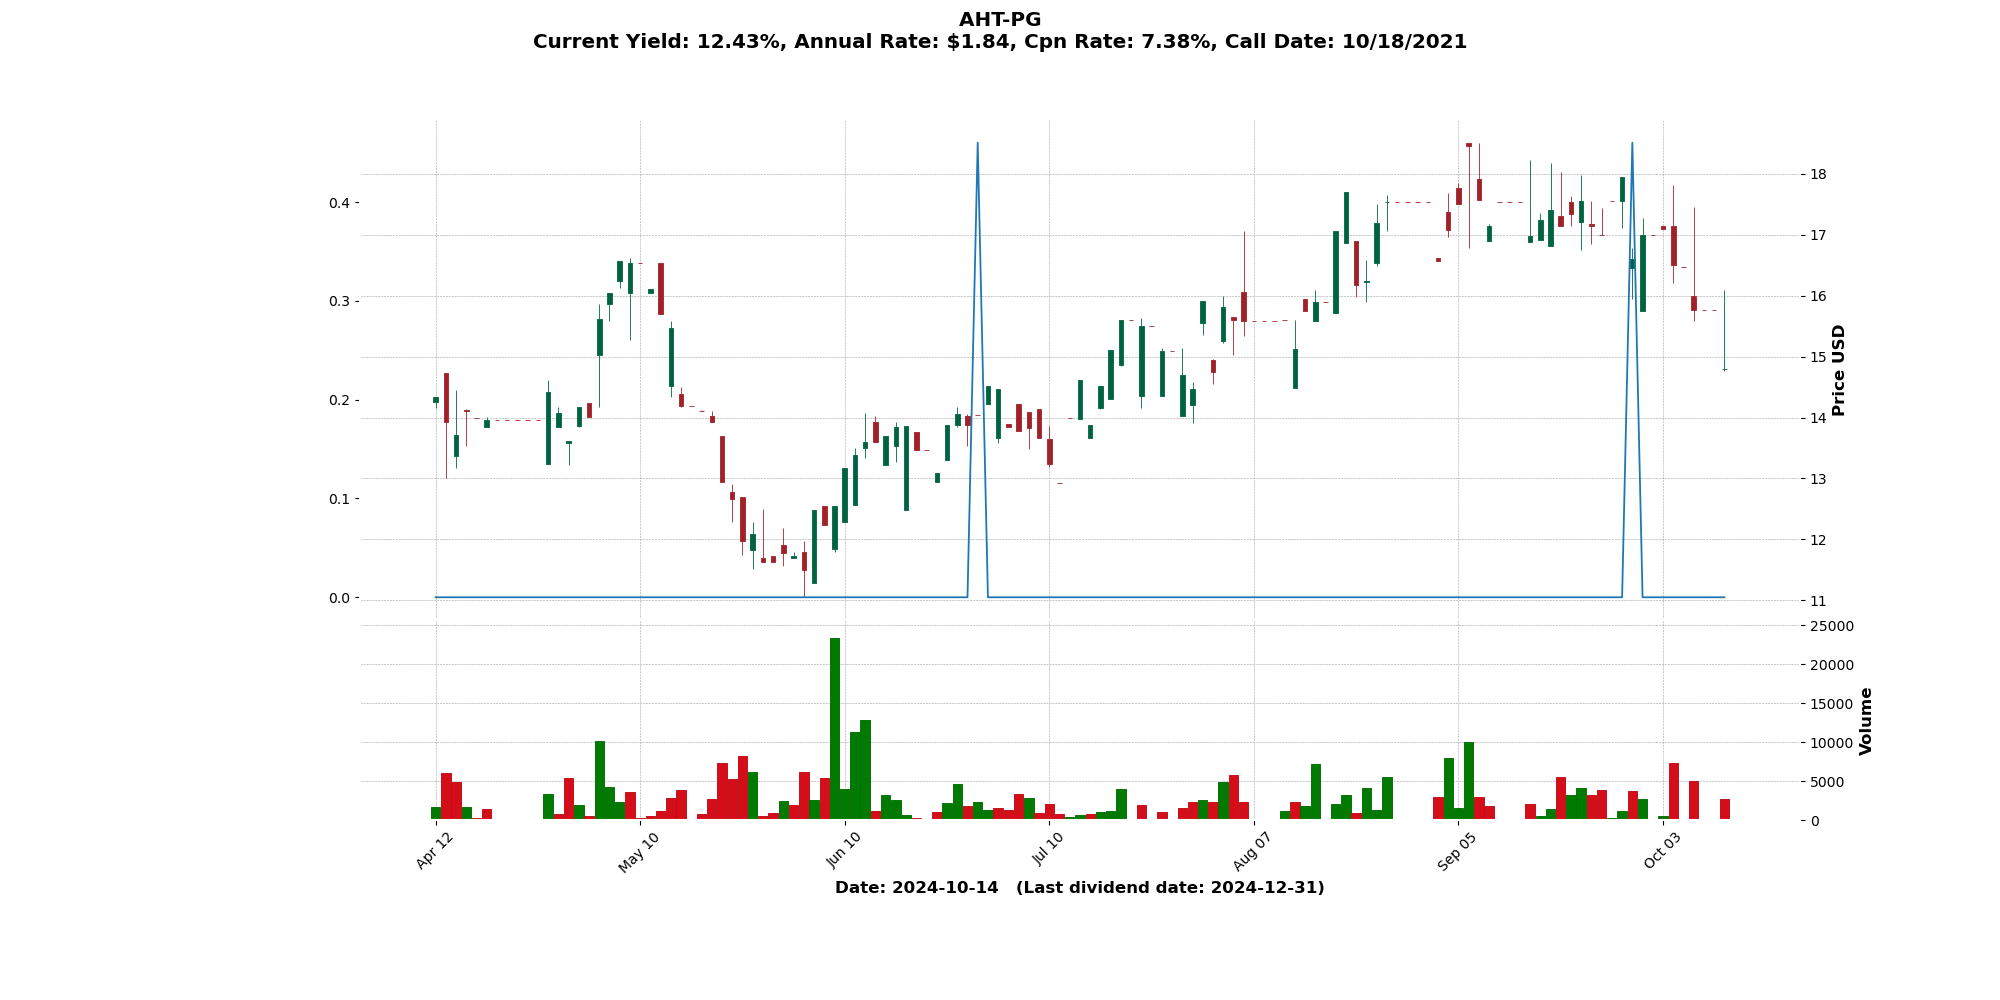 AHT-PG
Current Yield: 12.43%, Annual Rate: $1.84, Cpn Rate: 7.38%, Call Date: 10/18/2021
0.4
0.3
0.2
0.1
0.0
18
17
16
15
14
13
12
11
Price USD
25000
20000
15000
10000
5000
0
Volume
Apr 12
May 10
Jun 10
Jul 10
Aug 07
Sep 05
Oct 03
Date: 2024-10-14 (Last dividend date: 2024-12-31)